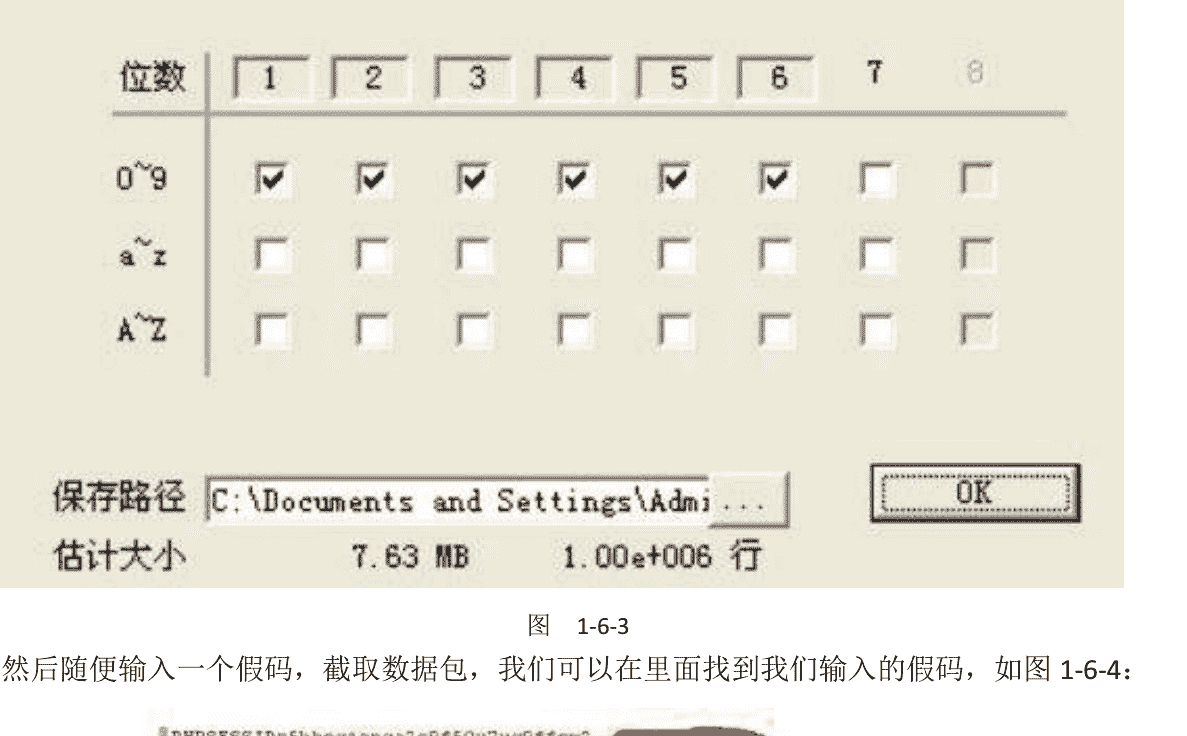 位数 1 2 3 4 5 6 7 8
0~9
a~z
A~Z
保存路径 C:\Documents and Settings\Admi ... OK
估计大小 7.63 MB 1.00e+006 行
图 1-6-3
然后随便输入一个假码，截取数据包，我们可以在里面找到我们输入的假码，如图 1-6-4：